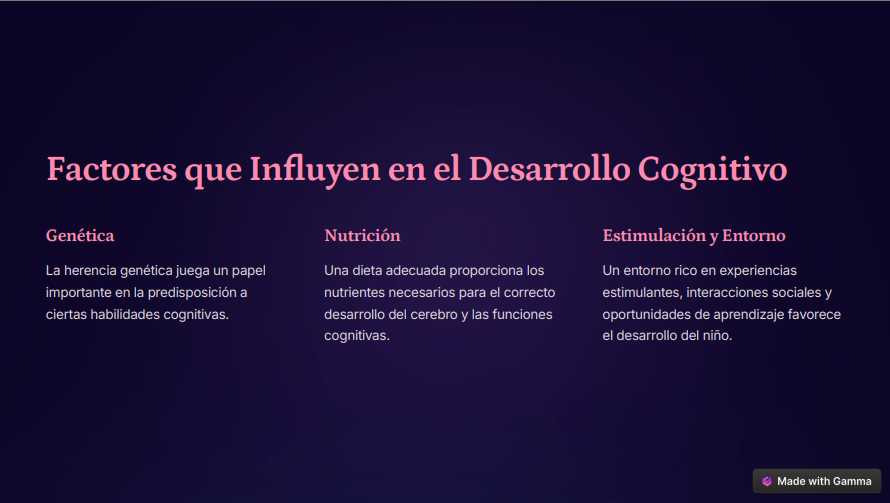 Factores que Influyen en el Desarrollo Cognitivo
Genética
La herencia genética juega un papel
importante en la predisposición a
ciertas habilidades cognitivas.
Nutrición
Una dieta adecuada proporciona los
nutrientes necesarios para el correcto
desarrollo del cerebro y las funciones
cognitivas.
Estimulación y Entorno
Un entorno rico en experiencias
estimulantes, interacciones sociales y
oportunidades de aprendizaje favorece
el desarrollo del niño.
Made with Gamma